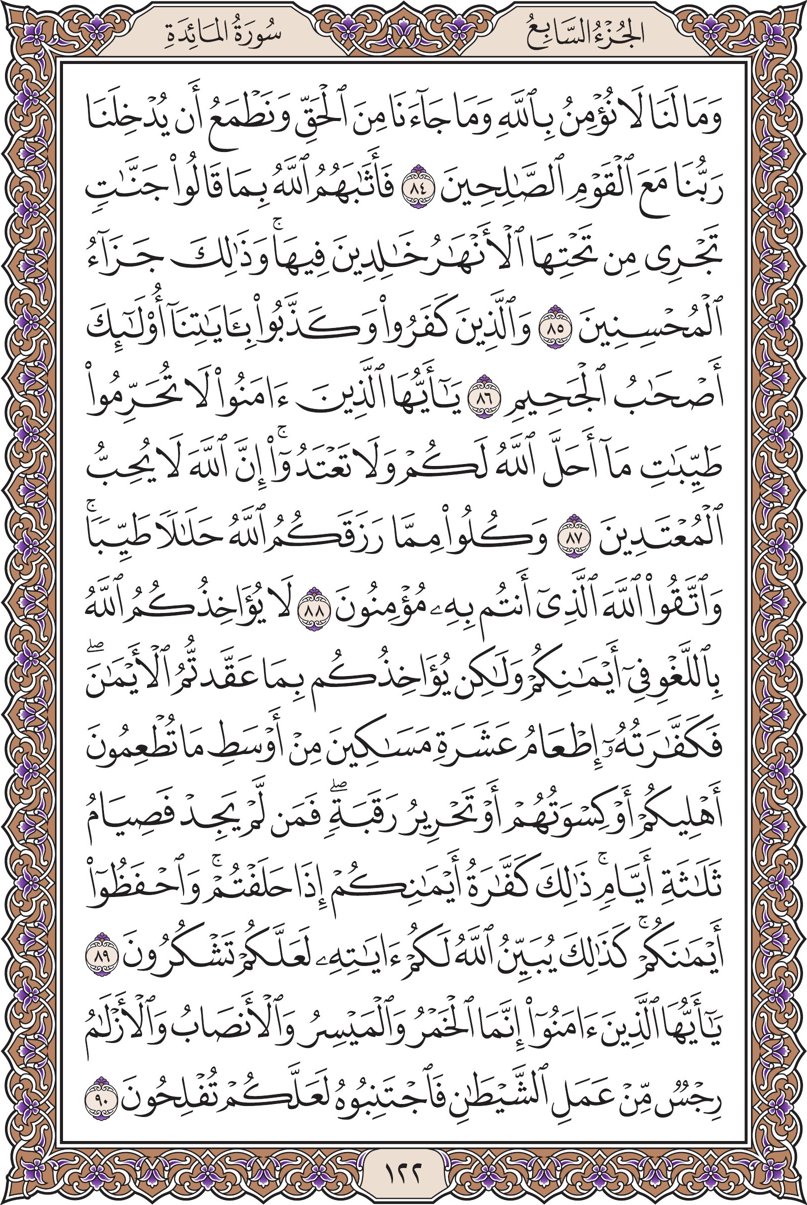 الجُزْءُ السَّابِعُ
سُورَةُ المَائِدَةِ
وَمَا لَنَا لَا نُؤْمِنُ بِٱللَّهِ وَمَا جَآءَنَا مِنَ ٱلْحَقِّ وَنَطْمَعُ أَن يُدْخِلَنَا
رَبُّنَا مَعَ ٱلْقَوْمِ ٱلصَّٰلِحِينَ ٨٤ فَأَثَٰبَهُمُ ٱللَّهُ بِمَا قَالُوا۟ جَنَّٰتٍ
تَجْرِى مِن تَحْتِهَا ٱلْأَنْهَٰرُ خَٰلِدِينَ فِيهَا ۚ وَذَٰلِكَ جَزَآءُ
ٱلْمُحْسِنِينَ ٨٥ وَٱلَّذِينَ كَفَرُوا۟ وَكَذَّبُوا۟ بِـَٔايَٰتِنَآ أُو۟لَٰٓئِكَ
أَصْحَٰبُ ٱلْجَحِيمِ ٨٦ يَٰٓأَيُّهَا ٱلَّذِينَ ءَامَنُوا۟ لَا تُحَرِّمُوا۟
طَيِّبَٰتِ مَآ أَحَلَّ ٱللَّهُ لَكُمْ وَلَا تَعْتَدُوٓا۟ ۚ إِنَّ ٱللَّهَ لَا يُحِبُّ
ٱلْمُعْتَدِينَ ٨٧ وَكُلُوا۟ مِمَّا رَزَقَكُمُ ٱللَّهُ حَلَٰلًا طَيِّبًا ۚ
وَٱتَّقُوا۟ ٱللَّهَ ٱلَّذِىٓ أَنتُم بِهِۦ مُؤْمِنُونَ ٨٨ لَا يُؤَاخِذُكُمُ ٱللَّهُ
بِٱللَّغْوِ فِىٓ أَيْمَٰنِكُمْ وَلَٰكِن يُؤَاخِذُكُم بِمَا عَقَّدتُّمُ ٱلْأَيْمَٰنَ ۖ
فَكَفَّٰرَتُهُۥٓ إِطْعَامُ عَشَرَةِ مَسَٰكِينَ مِنْ أَوْسَطِ مَا تُطْعِمُونَ
أَهْلِيكُمْ أَوْ كِسْوَتُهُمْ أَوْ تَحْرِيرُ رَقَبَةٍ ۖ فَمَن لَّمْ يَجِدْ فَصِيَامُ
ثَلَٰثَةِ أَيَّامٍ ۚ ذَٰلِكَ كَفَّٰرَةُ أَيْمَٰنِكُمْ إِذَا حَلَفْتُمْ ۚ وَٱحْفَظُوٓا۟
أَيْمَٰنَكُمْ ۚ كَذَٰلِكَ يُبَيِّنُ ٱللَّهُ لَكُمْ ءَايَٰتِهِۦ لَعَلَّكُمْ تَشْكُرُونَ ٨٩
يَٰٓأَيُّهَا ٱلَّذِينَ ءَامَنُوٓا۟ إِنَّمَا ٱلْخَمْرُ وَٱلْمَيْسِرُ وَٱلْأَنصَابُ وَٱلْأَزْلَٰمُ
رِجْسٌ مِّنْ عَمَلِ ٱلشَّيْطَٰنِ فَٱجْتَنِبُوهُ لَعَلَّكُمْ تُفْلِحُونَ ٩٠
١٢٢